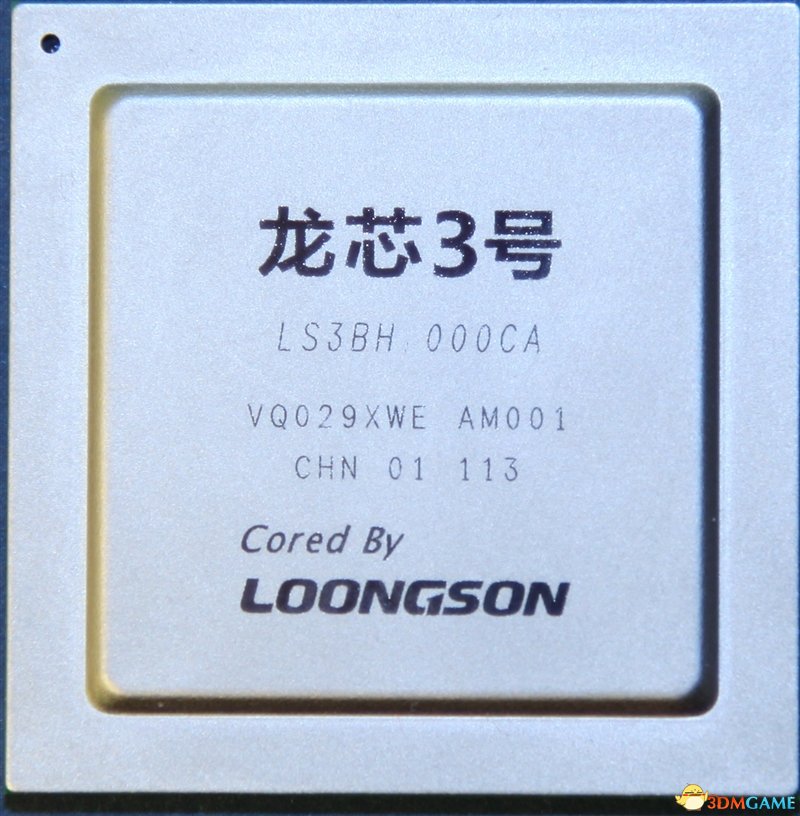 龙芯3号
LS3BH 000CA
VQ029XWE AM001
CHN 01 113
Cored By
LOONGSON
3DMGAME